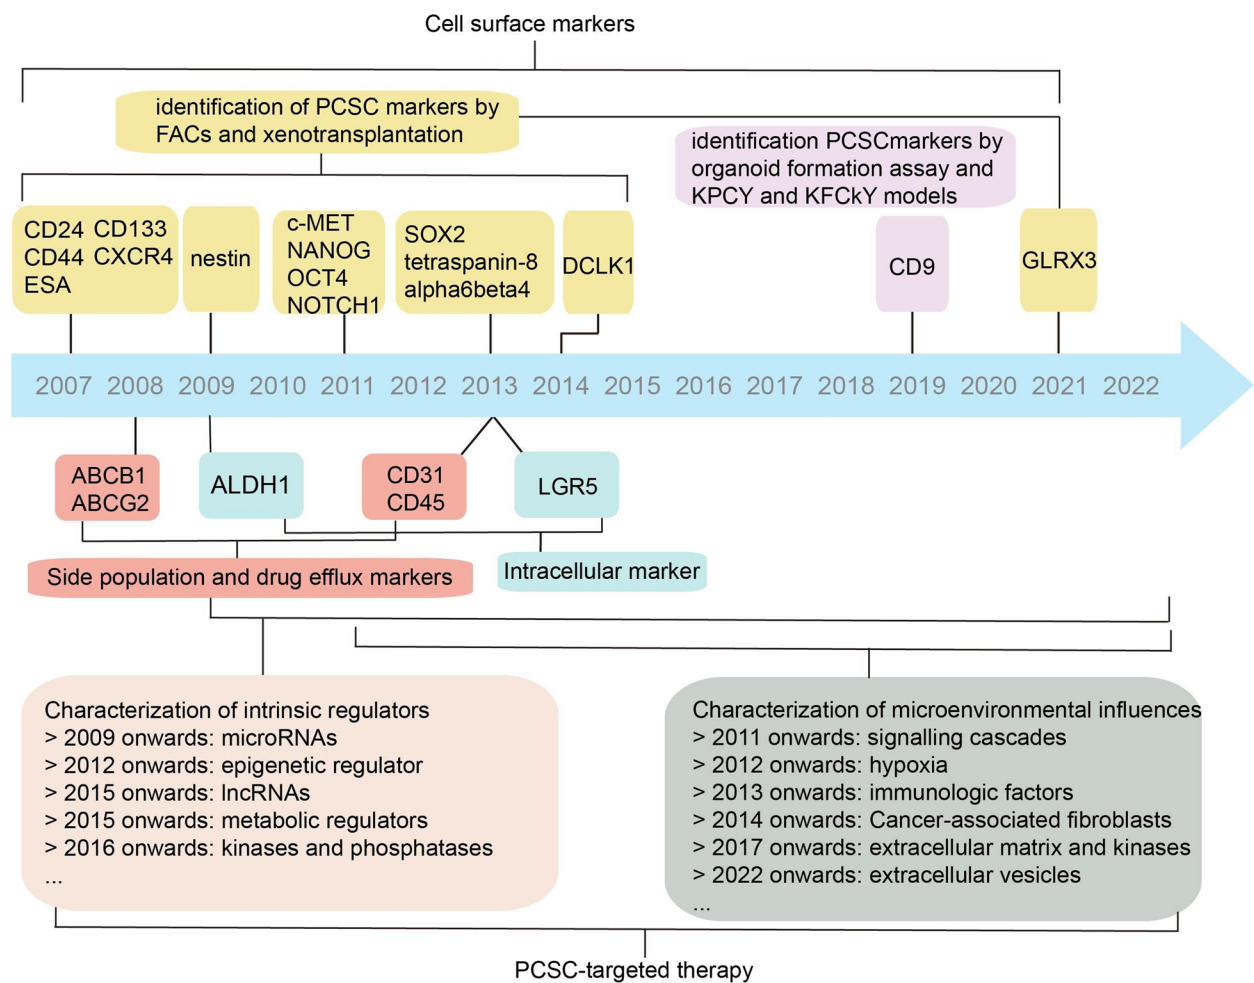 Cell surface markers
identification of PCSC markers by
FACs and xenotransplantation
identification PCSCmarkers by
organoid formation assay and
KPCY and KFCkY models
CD24 CD133
CD44 CXCR4
ESA
nestin
c-MET
NANOG
OCT4
NOTCH1
SOX2
tetraspanin-8
alpha6beta4
DCLK1
CD9
GLRX3
2007 2008 2009 2010 2011 2012 2013 2014 2015 2016 2017 2018 2019 2020 2021 2022
ABCB1
ABCG2
ALDH1
CD31
CD45
LGR5
Side population and drug efflux markers
Intracellular marker
Characterization of intrinsic regulators
> 2009 onwards: microRNAs
> 2012 onwards: epigenetic regulator
> 2015 onwards: lncRNAs
> 2015 onwards: metabolic regulators
> 2016 onwards: kinases and phosphatases
...
Characterization of microenvironmental influences
> 2011 onwards: signalling cascades
> 2012 onwards: hypoxia
> 2013 onwards: immunologic factors
> 2014 onwards: Cancer-associated fibroblasts
> 2017 onwards: extracellular matrix and kinases
> 2022 onwards: extracellular vesicles
...
PCSC-targeted therapy